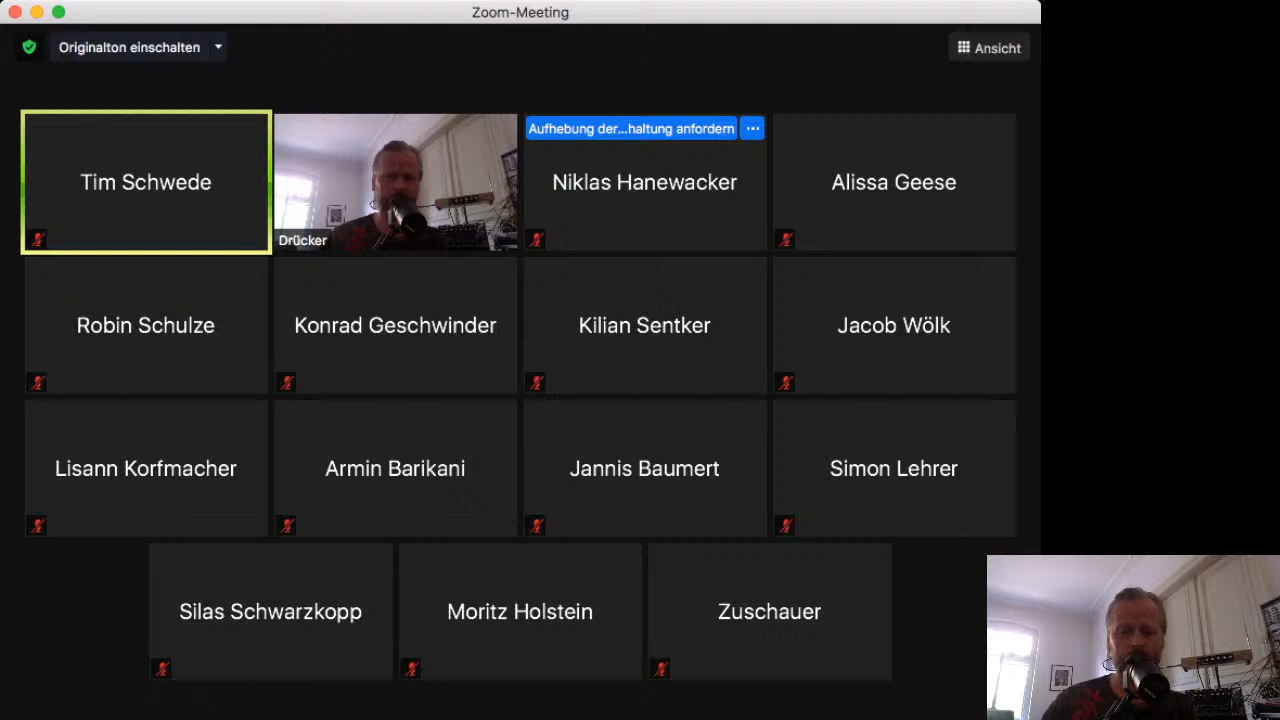 Zoom-Meeting
Originalton einschalten
Ansicht
Tim Schwede
Drücker
Aufhebung der...haltung anfordern
Niklas Hanewacker
Alissa Geese
Robin Schulze
Konrad Geschwinder
Kilian Sentker
Jacob Wölk
Lisann Korfmacher
Armin Barikani
Jannis Baumert
Simon Lehrer
Silas Schwarzkopp
Moritz Holstein
Zuschauer